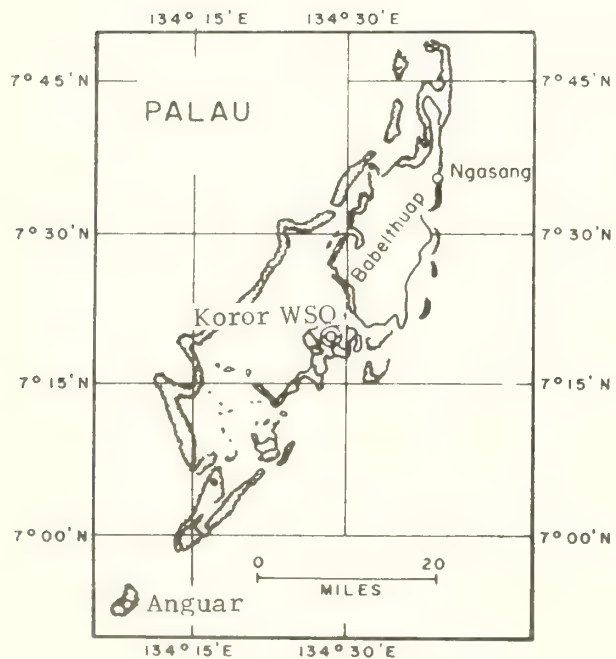 134° 15' E 134° 30' E
7° 45' N 7° 45' N
PALAU
Ngasang
7° 30' N 7° 30' N
Babelthuap
Koror WSO
7° 15' N 7° 15' N
7° 00' N 7° 00' N
0 20
MILES
Anguar
134° 15' E 134° 30' E